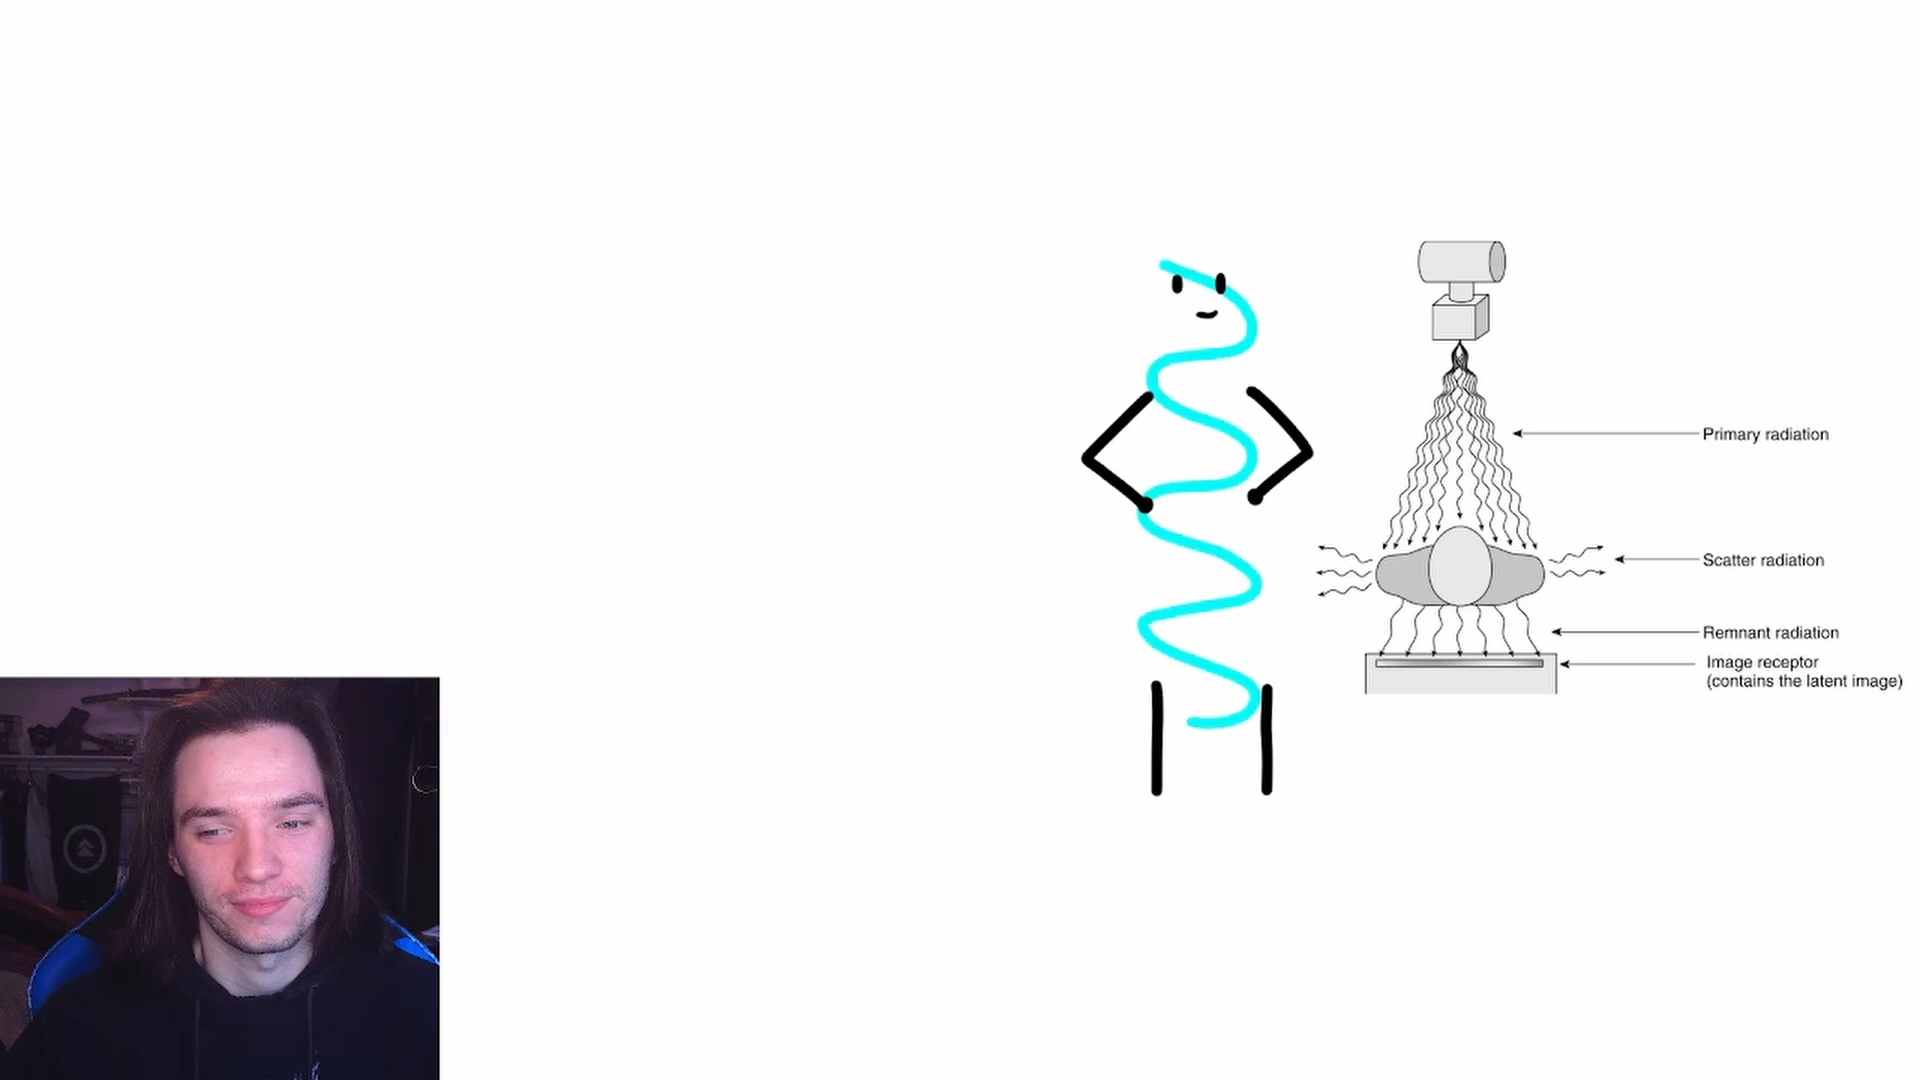 Primary radiation
Scatter radiation
Remnant radiation
Image receptor
(contains the latent image)